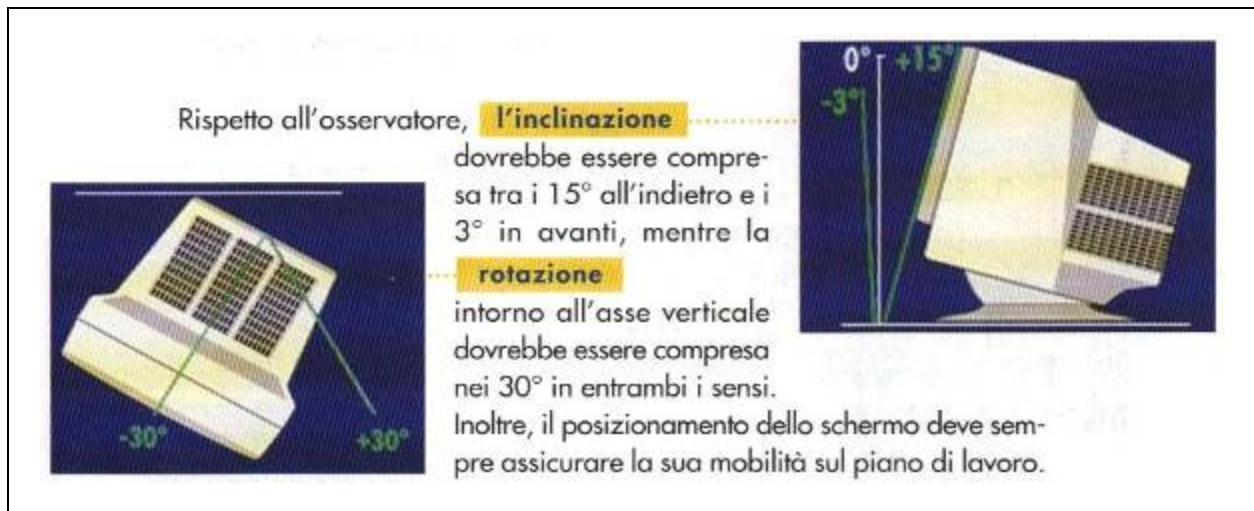 0° +15°
-3°
Rispetto all'osservatore, l'inclinazione
dovrebbe essere compre-
sa tra i 15° all'indietro e i
3° in avanti, mentre la
rotazione
intorno all'asse verticale
dovrebbe essere compresa
nei 30° in entrambi i sensi.
Inoltre, il posizionamento dello schermo deve sem-
pre assicurare la sua mobilità sul piano di lavoro.
-30° +30°